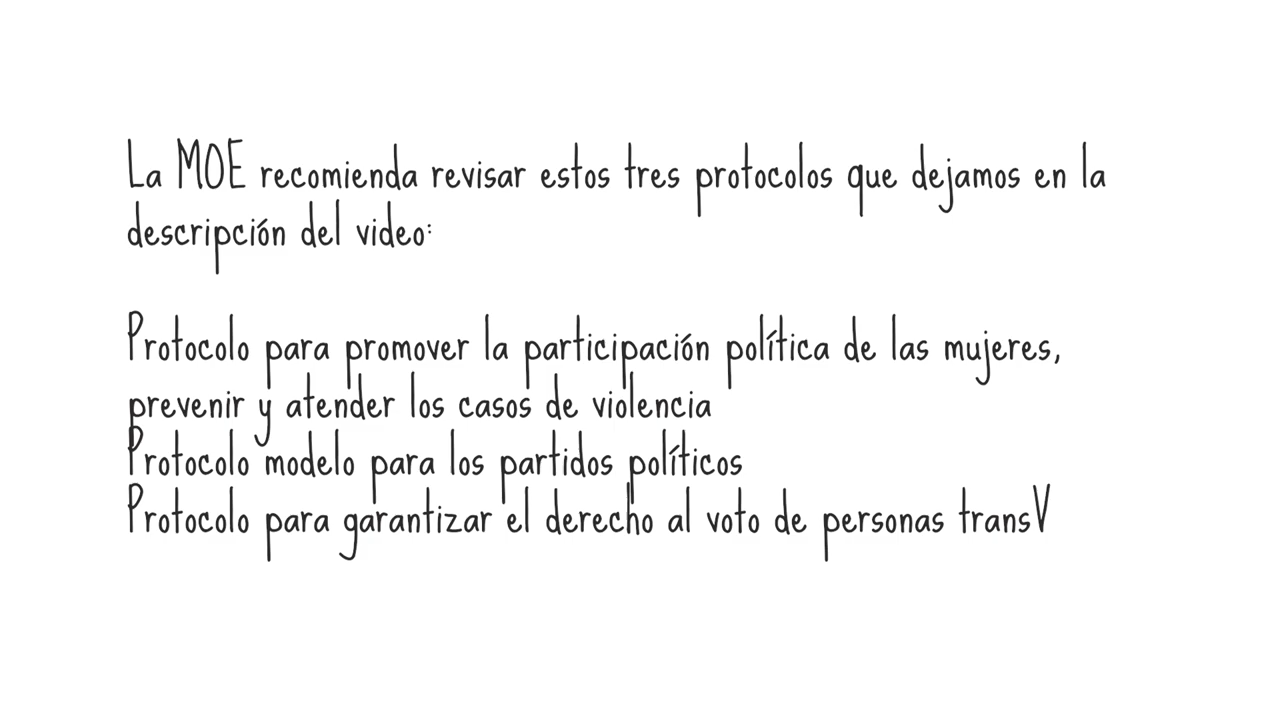 La MOE recomienda revisar estos tres protocolos que dejamos en la
descripción del video:
Protocolo para promover la participación política de las mujeres,
prevenir y atender los casos de violencia
Protocolo modelo para los partidos políticos
Protocolo para garantizar el derecho al voto de personas transV